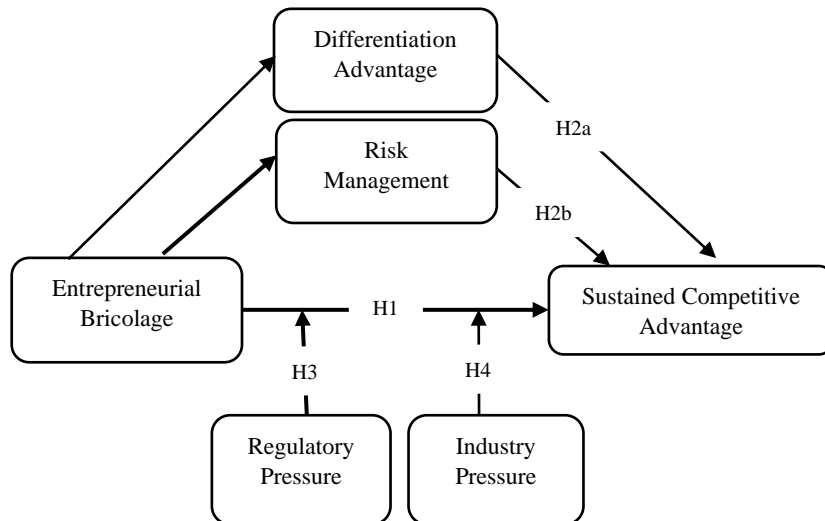 Differentiation
Advantage
H2a
Risk
Management
H2b
Entrepreneurial
Bricolage
H1
Sustained Competitive
Advantage
H3
H4
Regulatory
Pressure
Industry
Pressure